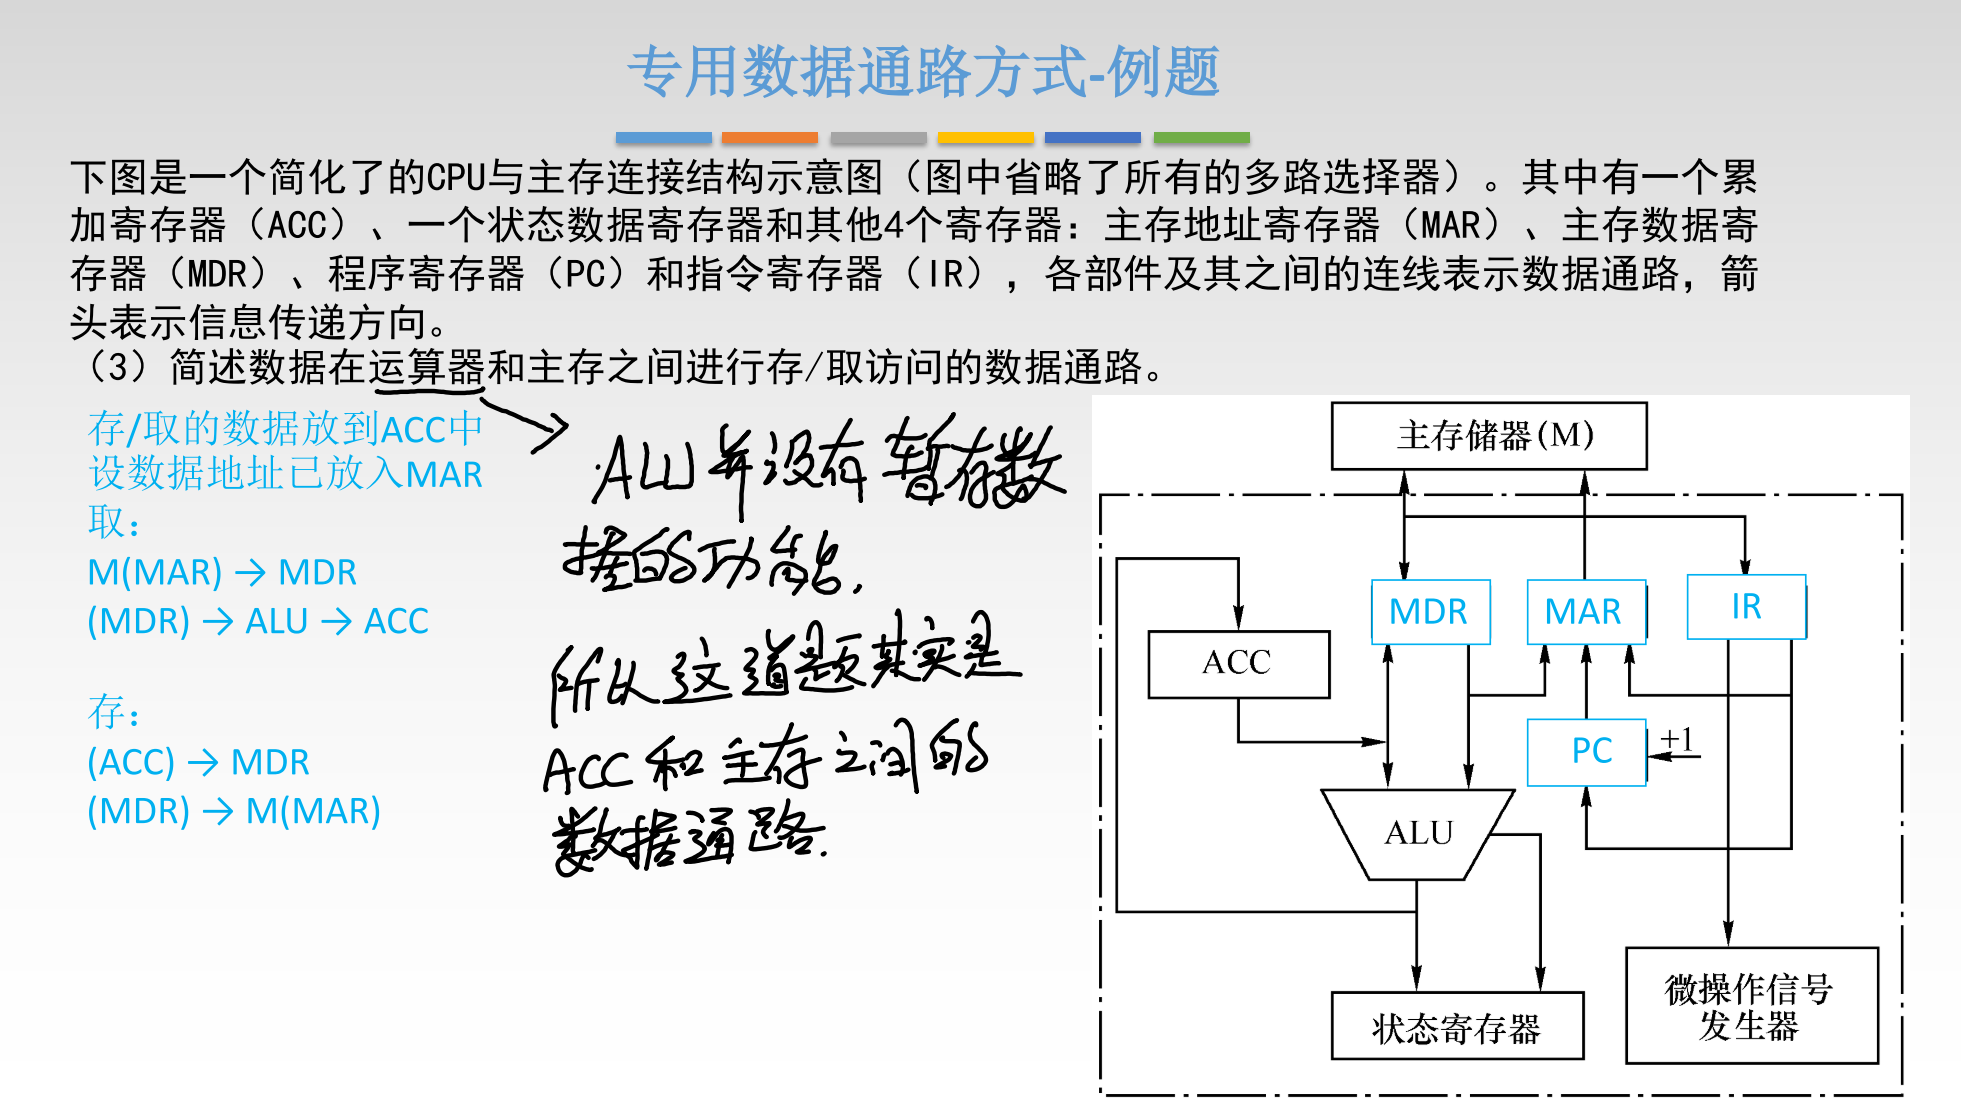 专用数据通路方式-例题
下图是一个简化了的CPU与主存连接结构示意图（图中省略了所有的多路选择器）。其中有一个累
加寄存器（ACC）、一个状态数据寄存器和其他4个寄存器：主存地址寄存器（MAR）、主存数据寄
存器（MDR）、程序寄存器（PC）和指令寄存器（IR），各部件及其之间的连线表示数据通路，箭
头表示信息传递方向。
（3）简述数据在运算器和主存之间进行存/取访问的数据通路。
存/取的数据放到ACC中
设数据地址已放入MAR
取：
M(MAR) → MDR
(MDR) → ALU → ACC
存：
(ACC) → MDR
(MDR) → M(MAR)
ALU并没有暂存数
据的功能.
所以这道题其实是
ACC和主存之间的
数据通路.
主存储器(M)
MDR
MAR
IR
ACC
PC
+1
ALU
状态寄存器
微操作信号
发生器